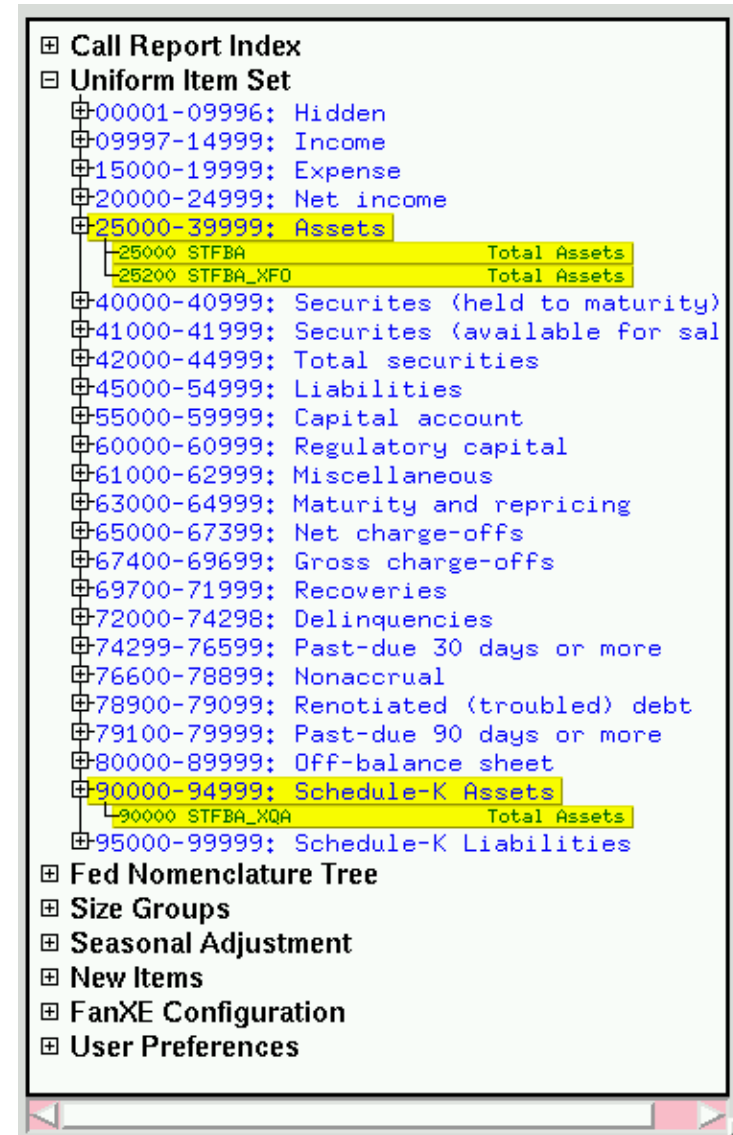 Call Report Index
Uniform Item Set
00001-09996: Hidden
09997-14999: Income
15000-19999: Expense
20000-24999: Net income
25000-39999: Assets
25000 STFBA Total Assets
25200 STFBA_XFO Total Assets
40000-40999: Securites (held to maturity)
41000-41999: Securites (available for sal
42000-44999: Total securities
45000-54999: Liabilities
55000-59999: Capital account
60000-60999: Regulatory capital
61000-62999: Miscellaneous
63000-64999: Maturity and repricing
65000-67399: Net charge-offs
67400-69699: Gross charge-offs
69700-71999: Recoveries
72000-74298: Delinquencies
74299-76599: Past-due 30 days or more
76600-78899: Nonaccrual
78900-79099: Renotiated (troubled) debt
79100-79999: Past-due 90 days or more
80000-89999: Off-balance sheet
90000-94999: Schedule-K Assets
90000 STFBA_XQA Total Assets
95000-99999: Schedule-K Liabilities
Fed Nomenclature Tree
Size Groups
Seasonal Adjustment
New Items
FanXE Configuration
User Preferences